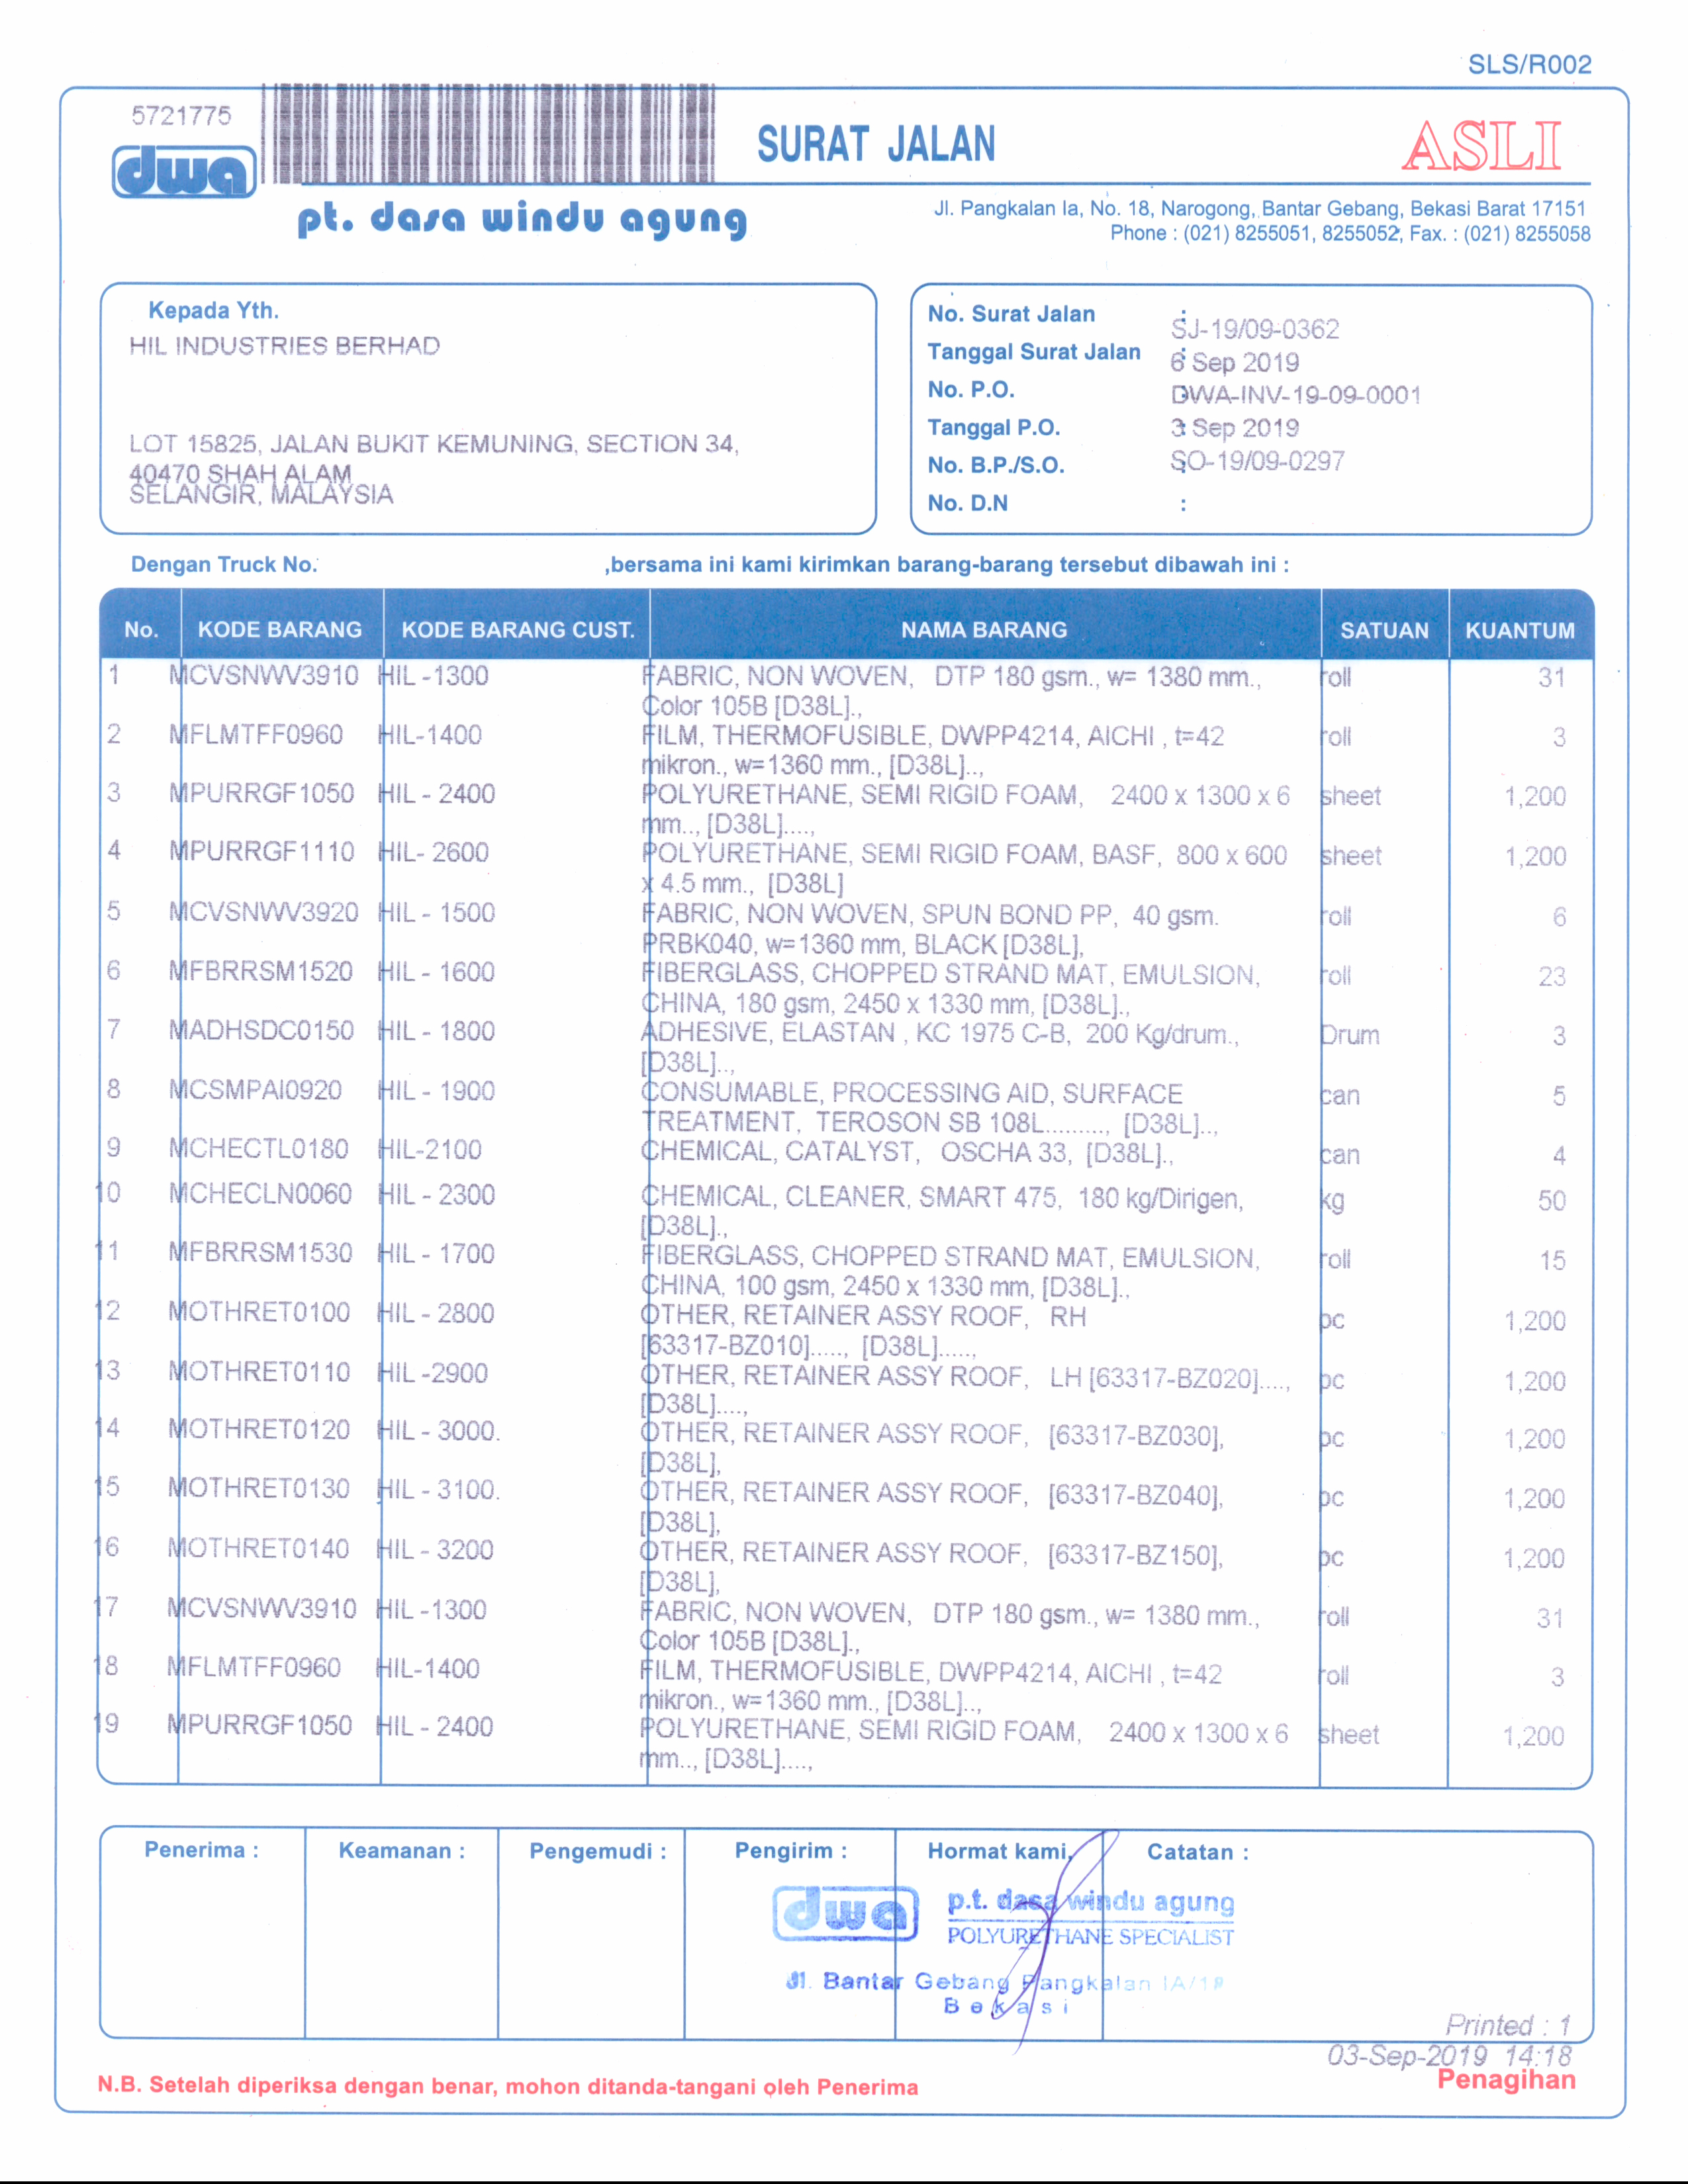 SLS/R002
5721775
dwa
SURAT JALAN
ASLI
pt. dasa windu agung
Jl. Pangkalan Ia, No. 18, Narogong, Bantar Gebang, Bekasi Barat 17151
Phone : (021) 8255051, 8255052, Fax. : (021) 8255058
Kepada Yth.
HIL INDUSTRIES BERHAD
LOT 15825, JALAN BUKIT KEMUNING, SECTION 34,
40470 SHAH ALAM
SELANGIR, MALAYSIA
No. Surat Jalan : SJ-19/09-0362
Tanggal Surat Jalan : 6 Sep 2019
No. P.O. : DWA-INV-19-09-0001
Tanggal P.O. : 3 Sep 2019
No. B.P./S.O. : SO-19/09-0297
No. D.N :
Dengan Truck No. ,bersama ini kami kirimkan barang-barang tersebut dibawah ini :
No. KODE BARANG KODE BARANG CUST. NAMA BARANG SATUAN KUANTUM
1 MCVSNWV3910 HIL -1300 FABRIC, NON WOVEN, DTP 180 gsm., w= 1380 mm., roll 31
Color 105B [D38L].,
2 MFLMTFF0960 HIL-1400 FILM, THERMOFUSIBLE, DWPP4214, AICHI , t=42 roll 3
mikron., w=1360 mm., [D38L]..,
3 MPURRGF1050 HIL - 2400 POLYURETHANE, SEMI RIGID FOAM, 2400 x 1300 x 6 sheet 1,200
mm.., [D38L]....,
4 MPURRGF1110 HIL- 2600 POLYURETHANE, SEMI RIGID FOAM, BASF, 800 x 600 sheet 1,200
x 4.5 mm., [D38L]
5 MCVSNWV3920 HIL - 1500 FABRIC, NON WOVEN, SPUN BOND PP, 40 gsm. roll 6
PRBK040, w=1360 mm, BLACK [D38L],
6 MFBRRSM1520 HIL - 1600 FIBERGLASS, CHOPPED STRAND MAT, EMULSION, roll 23
CHINA, 180 gsm, 2450 x 1330 mm, [D38L].,
7 MADHSDC0150 HIL - 1800 ADHESIVE, ELASTAN , KC 1975 C-B, 200 Kg/drum., Drum 3
[D38L]..,
8 MCSMPAI0920 HIL - 1900 CONSUMABLE, PROCESSING AID, SURFACE can 5
TREATMENT, TEROSON SB 108L........., [D38L]..,
9 MCHECTL0180 HIL-2100 CHEMICAL, CATALYST, OSCHA 33, [D38L]., can 4
10 MCHECLN0060 HIL - 2300 CHEMICAL, CLEANER, SMART 475, 180 kg/Dirigen, kg 50
[D38L].,
11 MFBRRSM1530 HIL - 1700 FIBERGLASS, CHOPPED STRAND MAT, EMULSION, roll 15
CHINA, 100 gsm, 2450 x 1330 mm, [D38L].,
12 MOTHRET0100 HIL - 2800 OTHER, RETAINER ASSY ROOF, RH pc 1,200
[63317-BZ010]....., [D38L].....,
13 MOTHRET0110 HIL -2900 OTHER, RETAINER ASSY ROOF, LH [63317-BZ020]...., pc 1,200
[D38L]....,
14 MOTHRET0120 HIL - 3000. OTHER, RETAINER ASSY ROOF, [63317-BZ030], pc 1,200
[D38L],
15 MOTHRET0130 HIL - 3100. OTHER, RETAINER ASSY ROOF, [63317-BZ040], pc 1,200
[D38L],
16 MOTHRET0140 HIL - 3200 OTHER, RETAINER ASSY ROOF, [63317-BZ150], pc 1,200
[D38L],
17 MCVSNWV3910 HIL -1300 FABRIC, NON WOVEN, DTP 180 gsm., w= 1380 mm., roll 31
Color 105B [D38L].,
18 MFLMTFF0960 HIL-1400 FILM, THERMOFUSIBLE, DWPP4214, AICHI , t=42 roll 3
mikron., w=1360 mm., [D38L]..,
19 MPURRGF1050 HIL - 2400 POLYURETHANE, SEMI RIGID FOAM, 2400 x 1300 x 6 sheet 1,200
mm.., [D38L]....,
Penerima : Keamanan : Pengemudi : Pengirim : Hormat kami, Catatan :
dwa p.t. dasa windu agung
POLYURETHANE SPECIALIST
Jl. Bantar Gebang Pangkalan IA/18
Bekasi
Printed : 1
03-Sep-2019 14:18
N.B. Setelah diperiksa dengan benar, mohon ditanda-tangani oleh Penerima
Penagihan